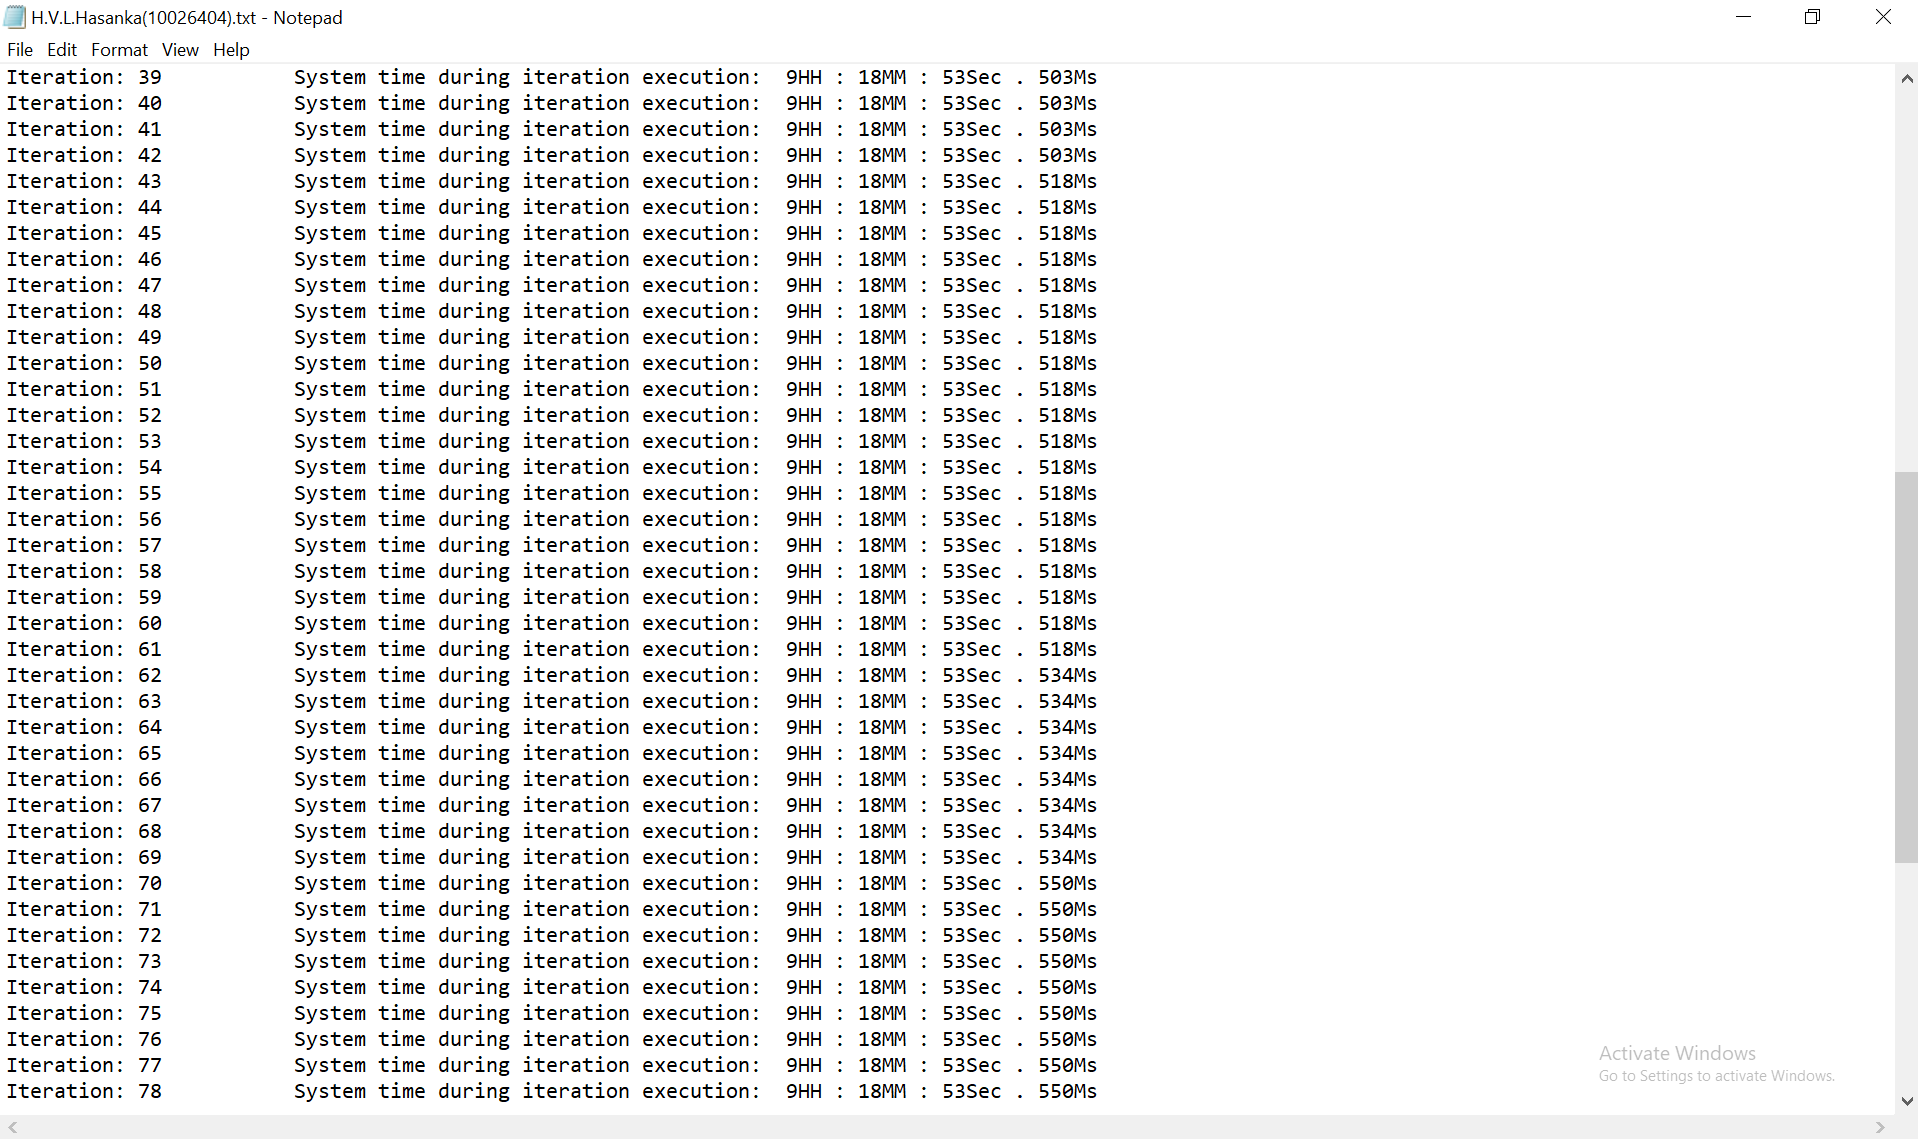 H.V.L.Hasanka(10026404).txt - Notepad
File Edit Format View Help
Iteration: 39 System time during iteration execution: 9HH : 18MM : 53Sec . 503Ms
Iteration: 40 System time during iteration execution: 9HH : 18MM : 53Sec . 503Ms
Iteration: 41 System time during iteration execution: 9HH : 18MM : 53Sec . 503Ms
Iteration: 42 System time during iteration execution: 9HH : 18MM : 53Sec . 503Ms
Iteration: 43 System time during iteration execution: 9HH : 18MM : 53Sec . 518Ms
Iteration: 44 System time during iteration execution: 9HH : 18MM : 53Sec . 518Ms
Iteration: 45 System time during iteration execution: 9HH : 18MM : 53Sec . 518Ms
Iteration: 46 System time during iteration execution: 9HH : 18MM : 53Sec . 518Ms
Iteration: 47 System time during iteration execution: 9HH : 18MM : 53Sec . 518Ms
Iteration: 48 System time during iteration execution: 9HH : 18MM : 53Sec . 518Ms
Iteration: 49 System time during iteration execution: 9HH : 18MM : 53Sec . 518Ms
Iteration: 50 System time during iteration execution: 9HH : 18MM : 53Sec . 518Ms
Iteration: 51 System time during iteration execution: 9HH : 18MM : 53Sec . 518Ms
Iteration: 52 System time during iteration execution: 9HH : 18MM : 53Sec . 518Ms
Iteration: 53 System time during iteration execution: 9HH : 18MM : 53Sec . 518Ms
Iteration: 54 System time during iteration execution: 9HH : 18MM : 53Sec . 518Ms
Iteration: 55 System time during iteration execution: 9HH : 18MM : 53Sec . 518Ms
Iteration: 56 System time during iteration execution: 9HH : 18MM : 53Sec . 518Ms
Iteration: 57 System time during iteration execution: 9HH : 18MM : 53Sec . 518Ms
Iteration: 58 System time during iteration execution: 9HH : 18MM : 53Sec . 518Ms
Iteration: 59 System time during iteration execution: 9HH : 18MM : 53Sec . 518Ms
Iteration: 60 System time during iteration execution: 9HH : 18MM : 53Sec . 518Ms
Iteration: 61 System time during iteration execution: 9HH : 18MM : 53Sec . 518Ms
Iteration: 62 System time during iteration execution: 9HH : 18MM : 53Sec . 534Ms
Iteration: 63 System time during iteration execution: 9HH : 18MM : 53Sec . 534Ms
Iteration: 64 System time during iteration execution: 9HH : 18MM : 53Sec . 534Ms
Iteration: 65 System time during iteration execution: 9HH : 18MM : 53Sec . 534Ms
Iteration: 66 System time during iteration execution: 9HH : 18MM : 53Sec . 534Ms
Iteration: 67 System time during iteration execution: 9HH : 18MM : 53Sec . 534Ms
Iteration: 68 System time during iteration execution: 9HH : 18MM : 53Sec . 534Ms
Iteration: 69 System time during iteration execution: 9HH : 18MM : 53Sec . 534Ms
Iteration: 70 System time during iteration execution: 9HH : 18MM : 53Sec . 550Ms
Iteration: 71 System time during iteration execution: 9HH : 18MM : 53Sec . 550Ms
Iteration: 72 System time during iteration execution: 9HH : 18MM : 53Sec . 550Ms
Iteration: 73 System time during iteration execution: 9HH : 18MM : 53Sec . 550Ms
Iteration: 74 System time during iteration execution: 9HH : 18MM : 53Sec . 550Ms
Iteration: 75 System time during iteration execution: 9HH : 18MM : 53Sec . 550Ms
Iteration: 76 System time during iteration execution: 9HH : 18MM : 53Sec . 550Ms
Iteration: 77 System time during iteration execution: 9HH : 18MM : 53Sec . 550Ms
Iteration: 78 System time during iteration execution: 9HH : 18MM : 53Sec . 550Ms
Activate Windows
Go to Settings to activate Windows.